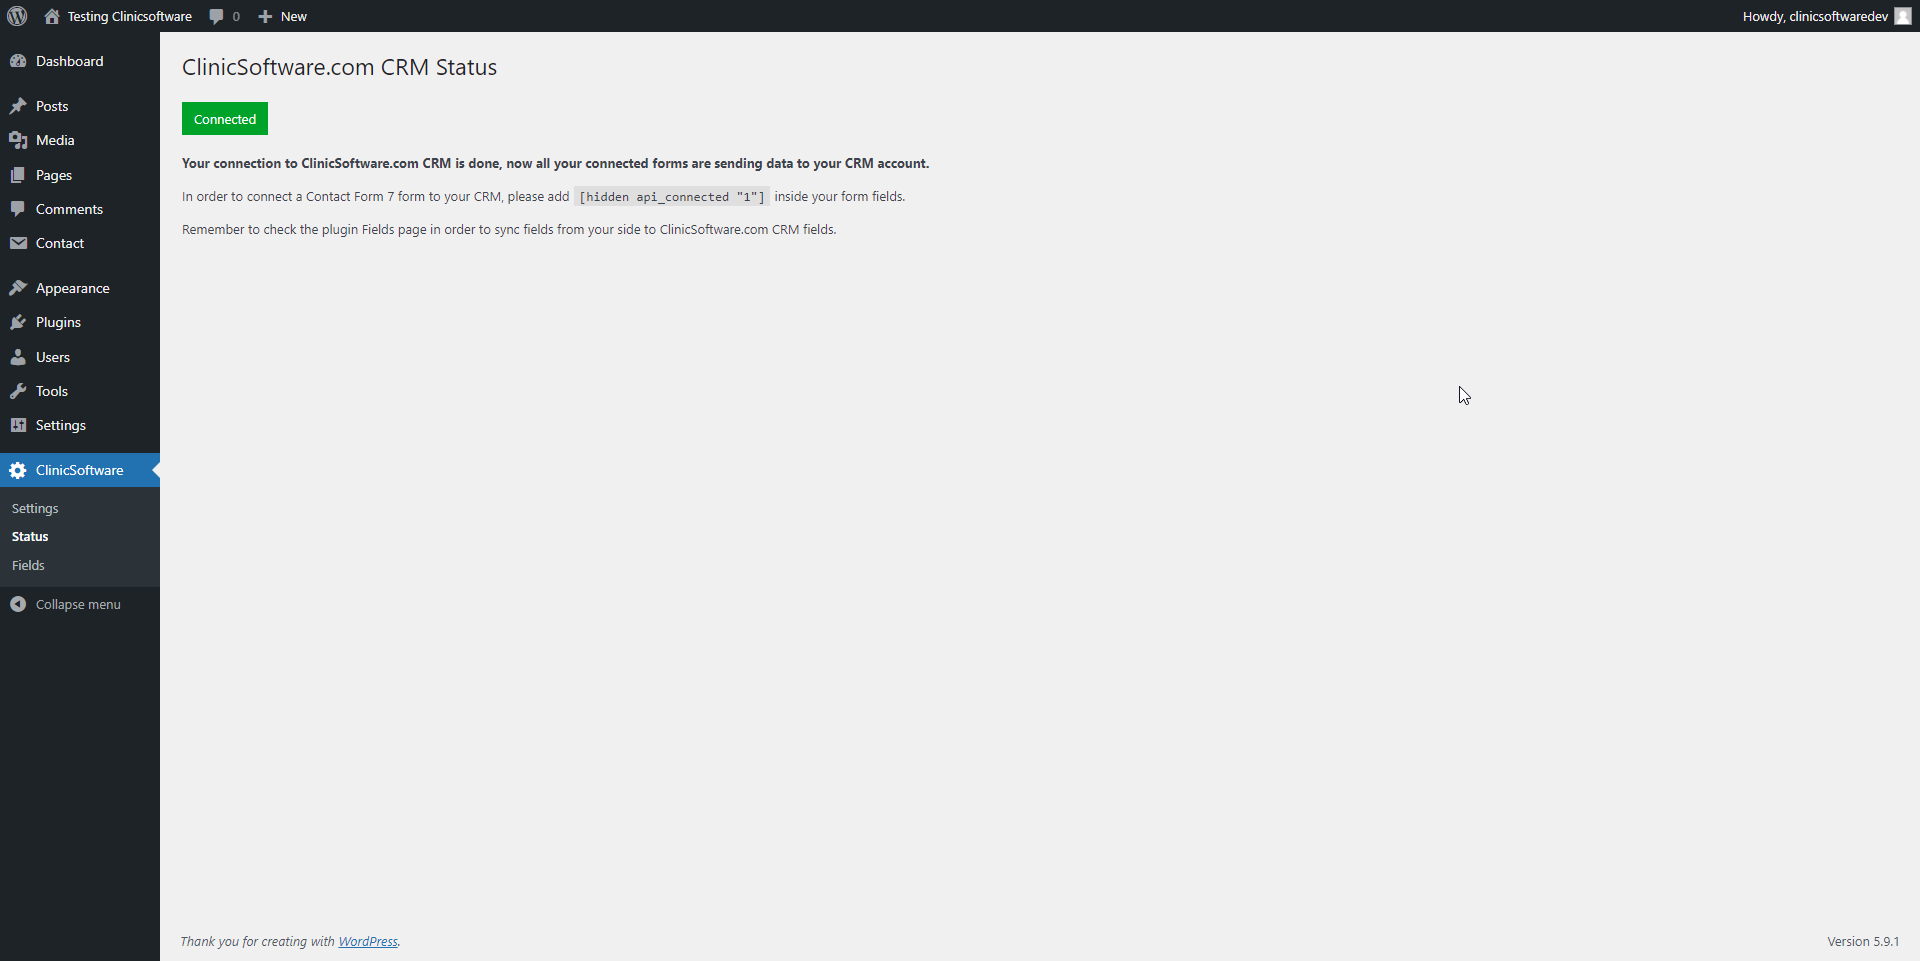 Testing Clinicsoftware 0 New Howdy, clinicsoftwaredev
Dashboard
Posts
Media
Pages
Comments
Contact
Appearance
Plugins
Users
Tools
Settings
ClinicSoftware
Settings
Status
Fields
Collapse menu
ClinicSoftware.com CRM Status
Connected
Your connection to ClinicSoftware.com CRM is done, now all your connected forms are sending data to your CRM account.
In order to connect a Contact Form 7 form to your CRM, please add [hidden api_connected "1"] inside your form fields.
Remember to check the plugin Fields page in order to sync fields from your side to ClinicSoftware.com CRM fields.
Thank you for creating with WordPress. Version 5.9.1